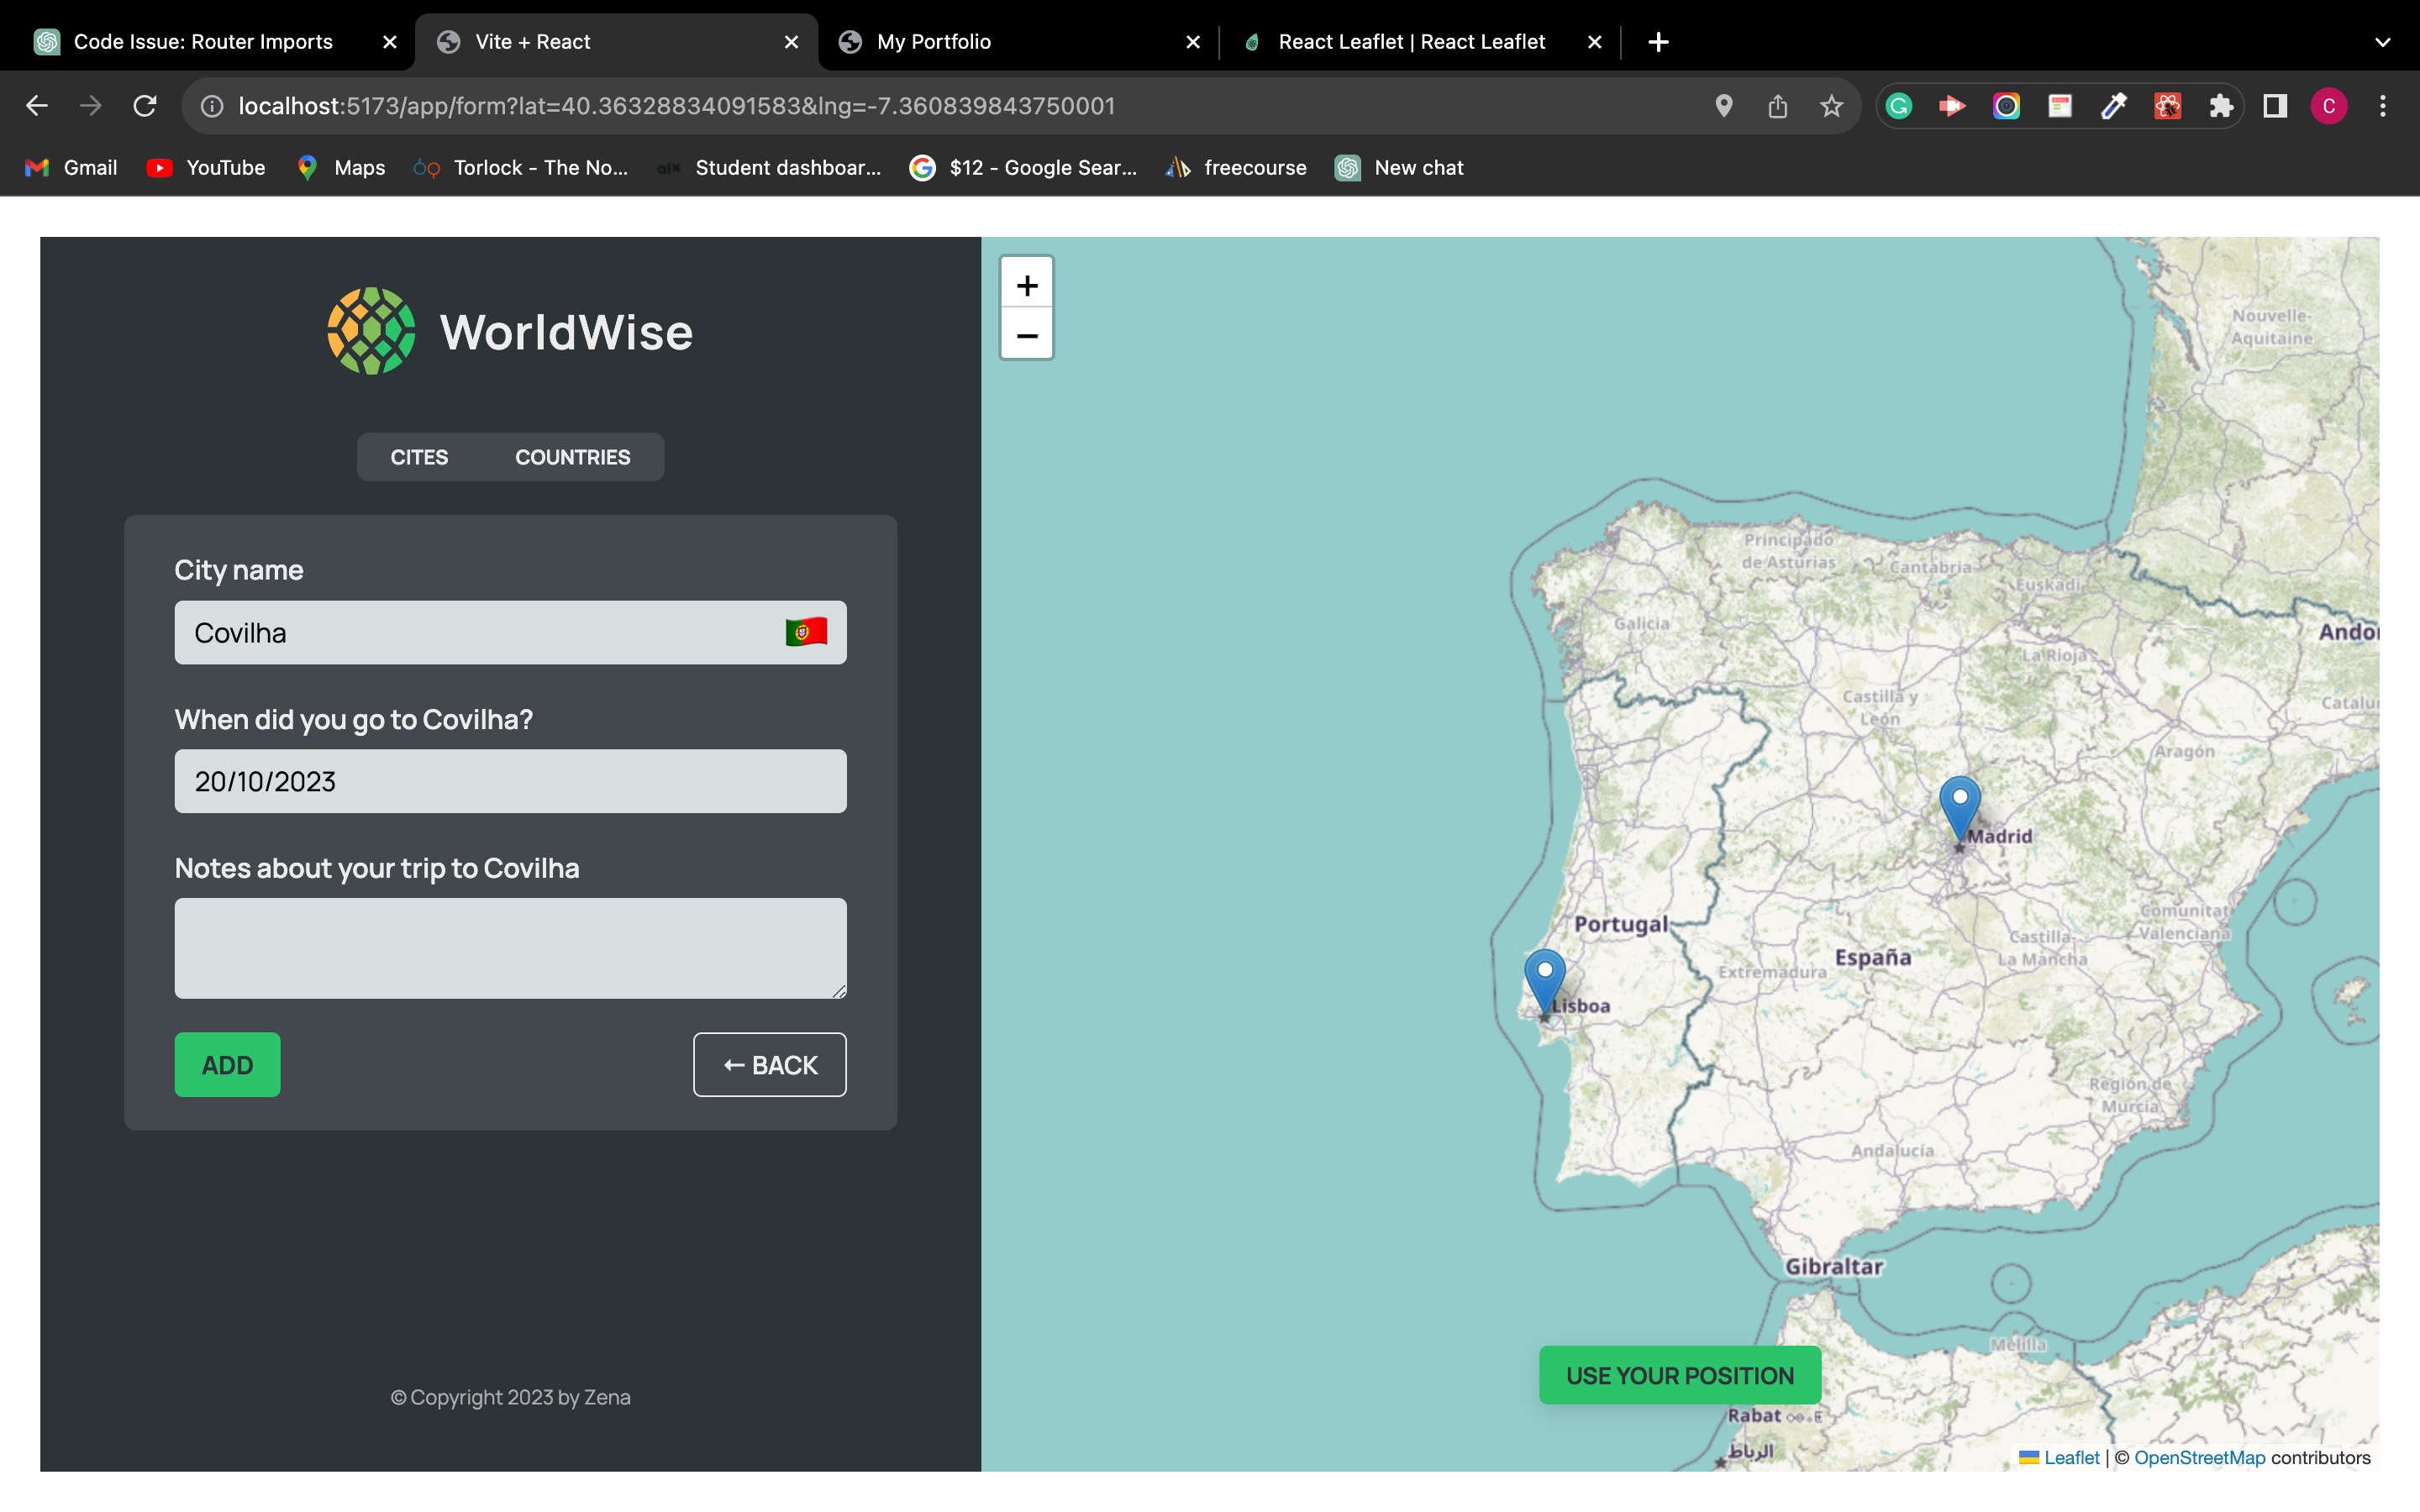 Code Issue: Router Imports
Vite + React
My Portfolio
React Leaflet | React Leaflet
localhost:5173/app/form?lat=40.36328834091583&lng=-7.360839843750001
C
Gmail
YouTube
Maps
Torlock - The No...
alx
Student dashboar...
$12 - Google Sear...
freecourse
New chat
WorldWise
CITES
COUNTRIES
City name
Covilha
When did you go to Covilha?
20/10/2023
Notes about your trip to Covilha
ADD
← BACK
© Copyright 2023 by Zena
+
−
Nouvelle-
Aquitaine
Principado
de Asturias
Cantabria
Euskadi
Galicia
Ando
La Rioja
Castilla y
León
Catalu
Aragón
Madrid
Portugal
Comunitat
Valenciana
Castilla-
La Mancha
España
Extremadura
Lisboa
Región de
Murcia
Andalucía
Gibraltar
Melilla
USE YOUR POSITION
Rabat
الرباط
Leaflet | © OpenStreetMap contributors